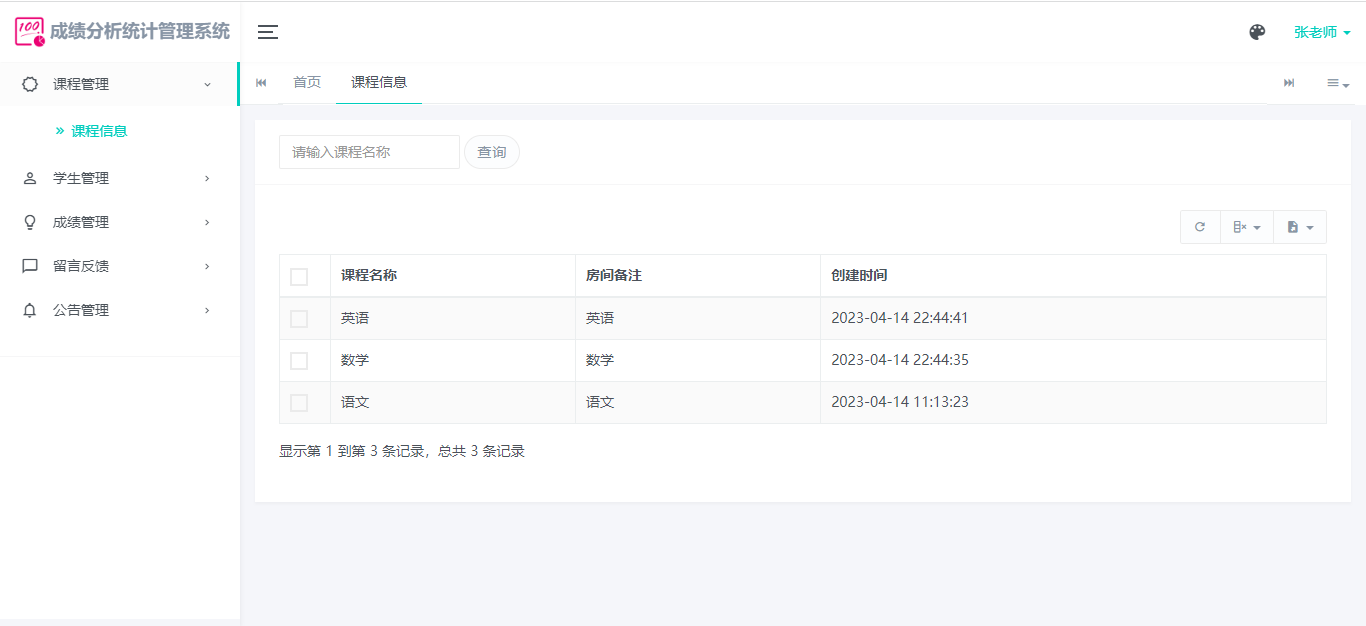 100 成绩分析统计管理系统
张老师
课程管理
首页 课程信息
课程信息
请输入课程名称 查询
学生管理
成绩管理
留言反馈
公告管理
课程名称 房间备注 创建时间
英语 英语 2023-04-14 22:44:41
数学 数学 2023-04-14 22:44:35
语文 语文 2023-04-14 11:13:23
显示第 1 到第 3 条记录，总共 3 条记录